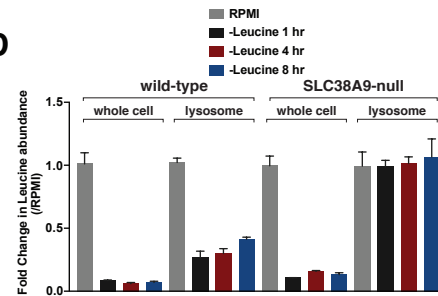 D
RPMI
-Leucine 1 hr
-Leucine 4 hr
-Leucine 8 hr
wild-type SLC38A9-null
whole cell lysosome whole cell lysosome
Fold Change in Leucine abundance
(/RPMI)
1.5
1.0
0.5
0.0